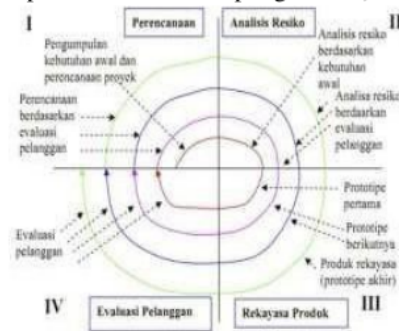 I
Perencanaan
Analisis Resiko
II
Pengumpulan
kebutuhan awal dan
perencanaan proyek
Analisis resiko
berdasarkan
kebutuhan
awal
Perencanaan
berdasarkan
evaluasi
pelanggan
Analisa resiko
berdaarkan
evaluasi
pelanggan
Prototipe
pertama
Prototipe
berikutnya
Evaluasi
pelanggan
Produk rekayasa
(prototipe akhir)
IV
Evaluasi Pelanggan
Rekayasa Produk
III